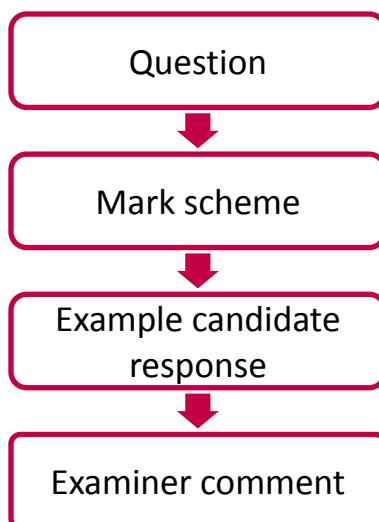 Question
Mark scheme
Example candidate
response
Examiner comment